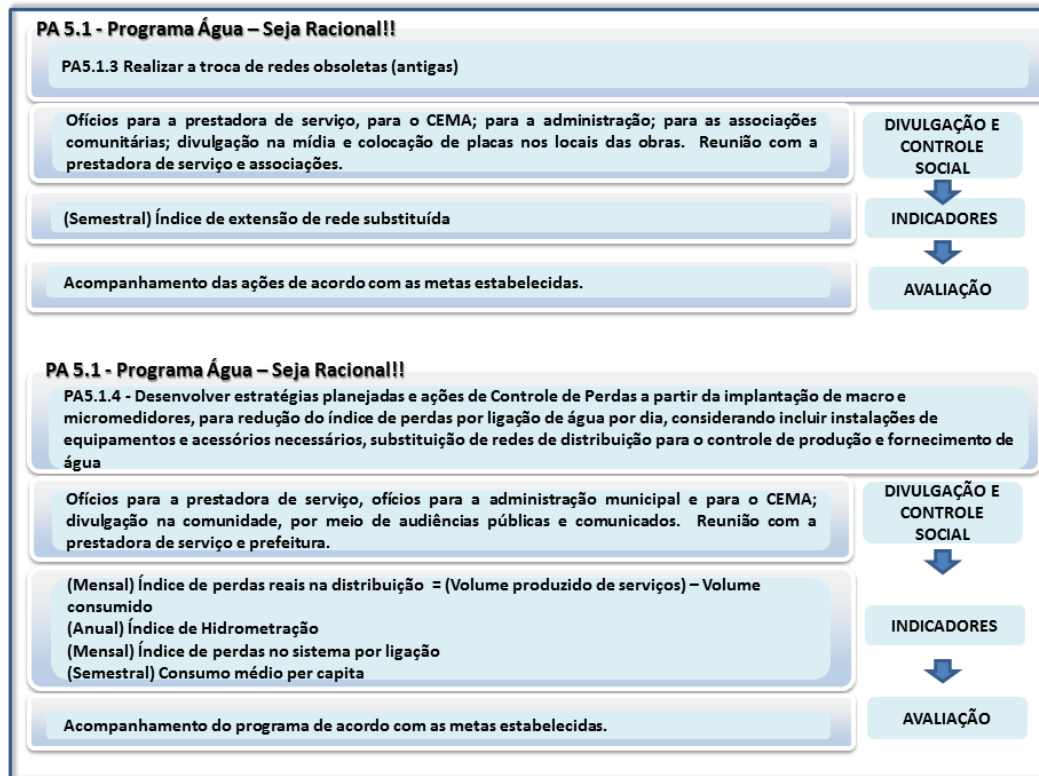 PA 5.1 - Programa Água – Seja Racional!!
PA5.1.3 Realizar a troca de redes obsoletas (antigas)
Ofícios para a prestadora de serviço, para o CEMA; para a administração; para as associações
comunitárias; divulgação na mídia e colocação de placas nos locais das obras. Reunião com a
prestadora de serviço e associações.
DIVULGAÇÃO E
CONTROLE
SOCIAL
(Semestral) Índice de extensão de rede substituída
INDICADORES
Acompanhamento das ações de acordo com as metas estabelecidas.
AVALIAÇÃO
PA 5.1 - Programa Água – Seja Racional!!
PA5.1.4 - Desenvolver estratégias planejadas e ações de Controle de Perdas a partir da implantação de macro e
micromedidores, para redução do índice de perdas por ligação de água por dia, considerando incluir instalações de
equipamentos e acessórios necessários, substituição de redes de distribuição para o controle de produção e fornecimento de
água
Ofícios para a prestadora de serviço, ofícios para a administração municipal e para o CEMA;
divulgação na comunidade, por meio de audiências públicas e comunicados. Reunião com a
prestadora de serviço e prefeitura.
DIVULGAÇÃO E
CONTROLE
SOCIAL
(Mensal) Índice de perdas reais na distribuição = (Volume produzido de serviços) – Volume
consumido
(Anual) Índice de Hidrometração
(Mensal) Índice de perdas no sistema por ligação
(Semestral) Consumo médio per capita
INDICADORES
Acompanhamento do programa de acordo com as metas estabelecidas.
AVALIAÇÃO